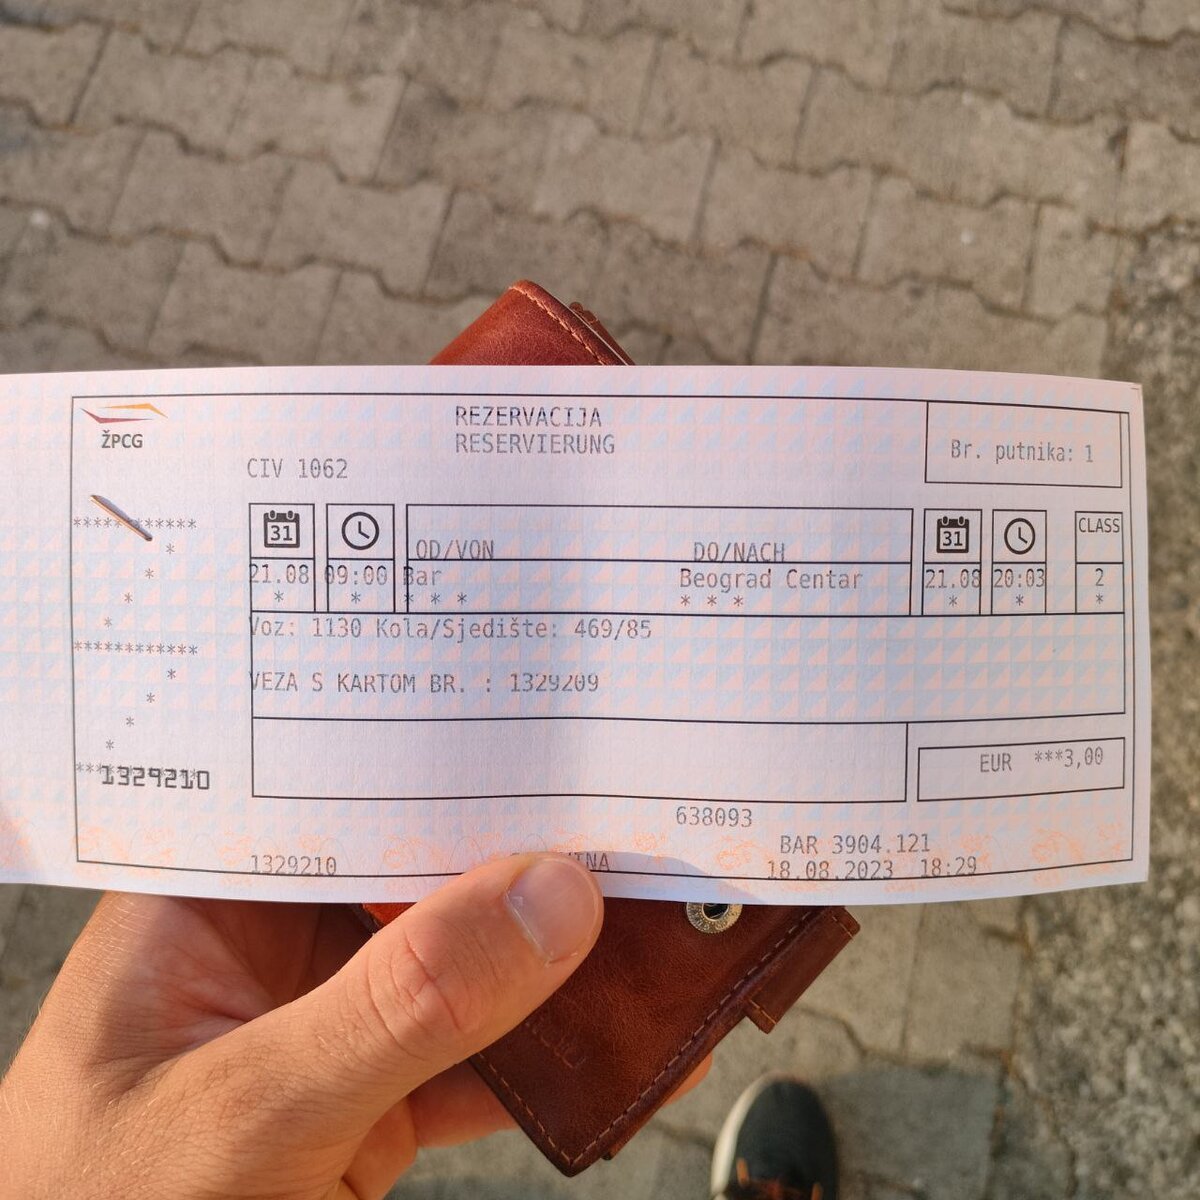 ŽPCG
REZERVACIJA
RESERVIERUNG
CIV 1062
Br. putnika: 1
31
31
CLASS
OD/VON DO/NACH
21.08 09:00 Bar Beograd Centar 21.08 20:03 2
* * * * * * * * * * *
Voz: 1130 Kola/Sjedište: 469/85
VEZA S KARTOM BR. : 1329209
************
*
*
*
*
************
*
*
*
*
1329210
EUR ***3,00
638093
BAR 3904.121
1329210 18.08.2023 18:29